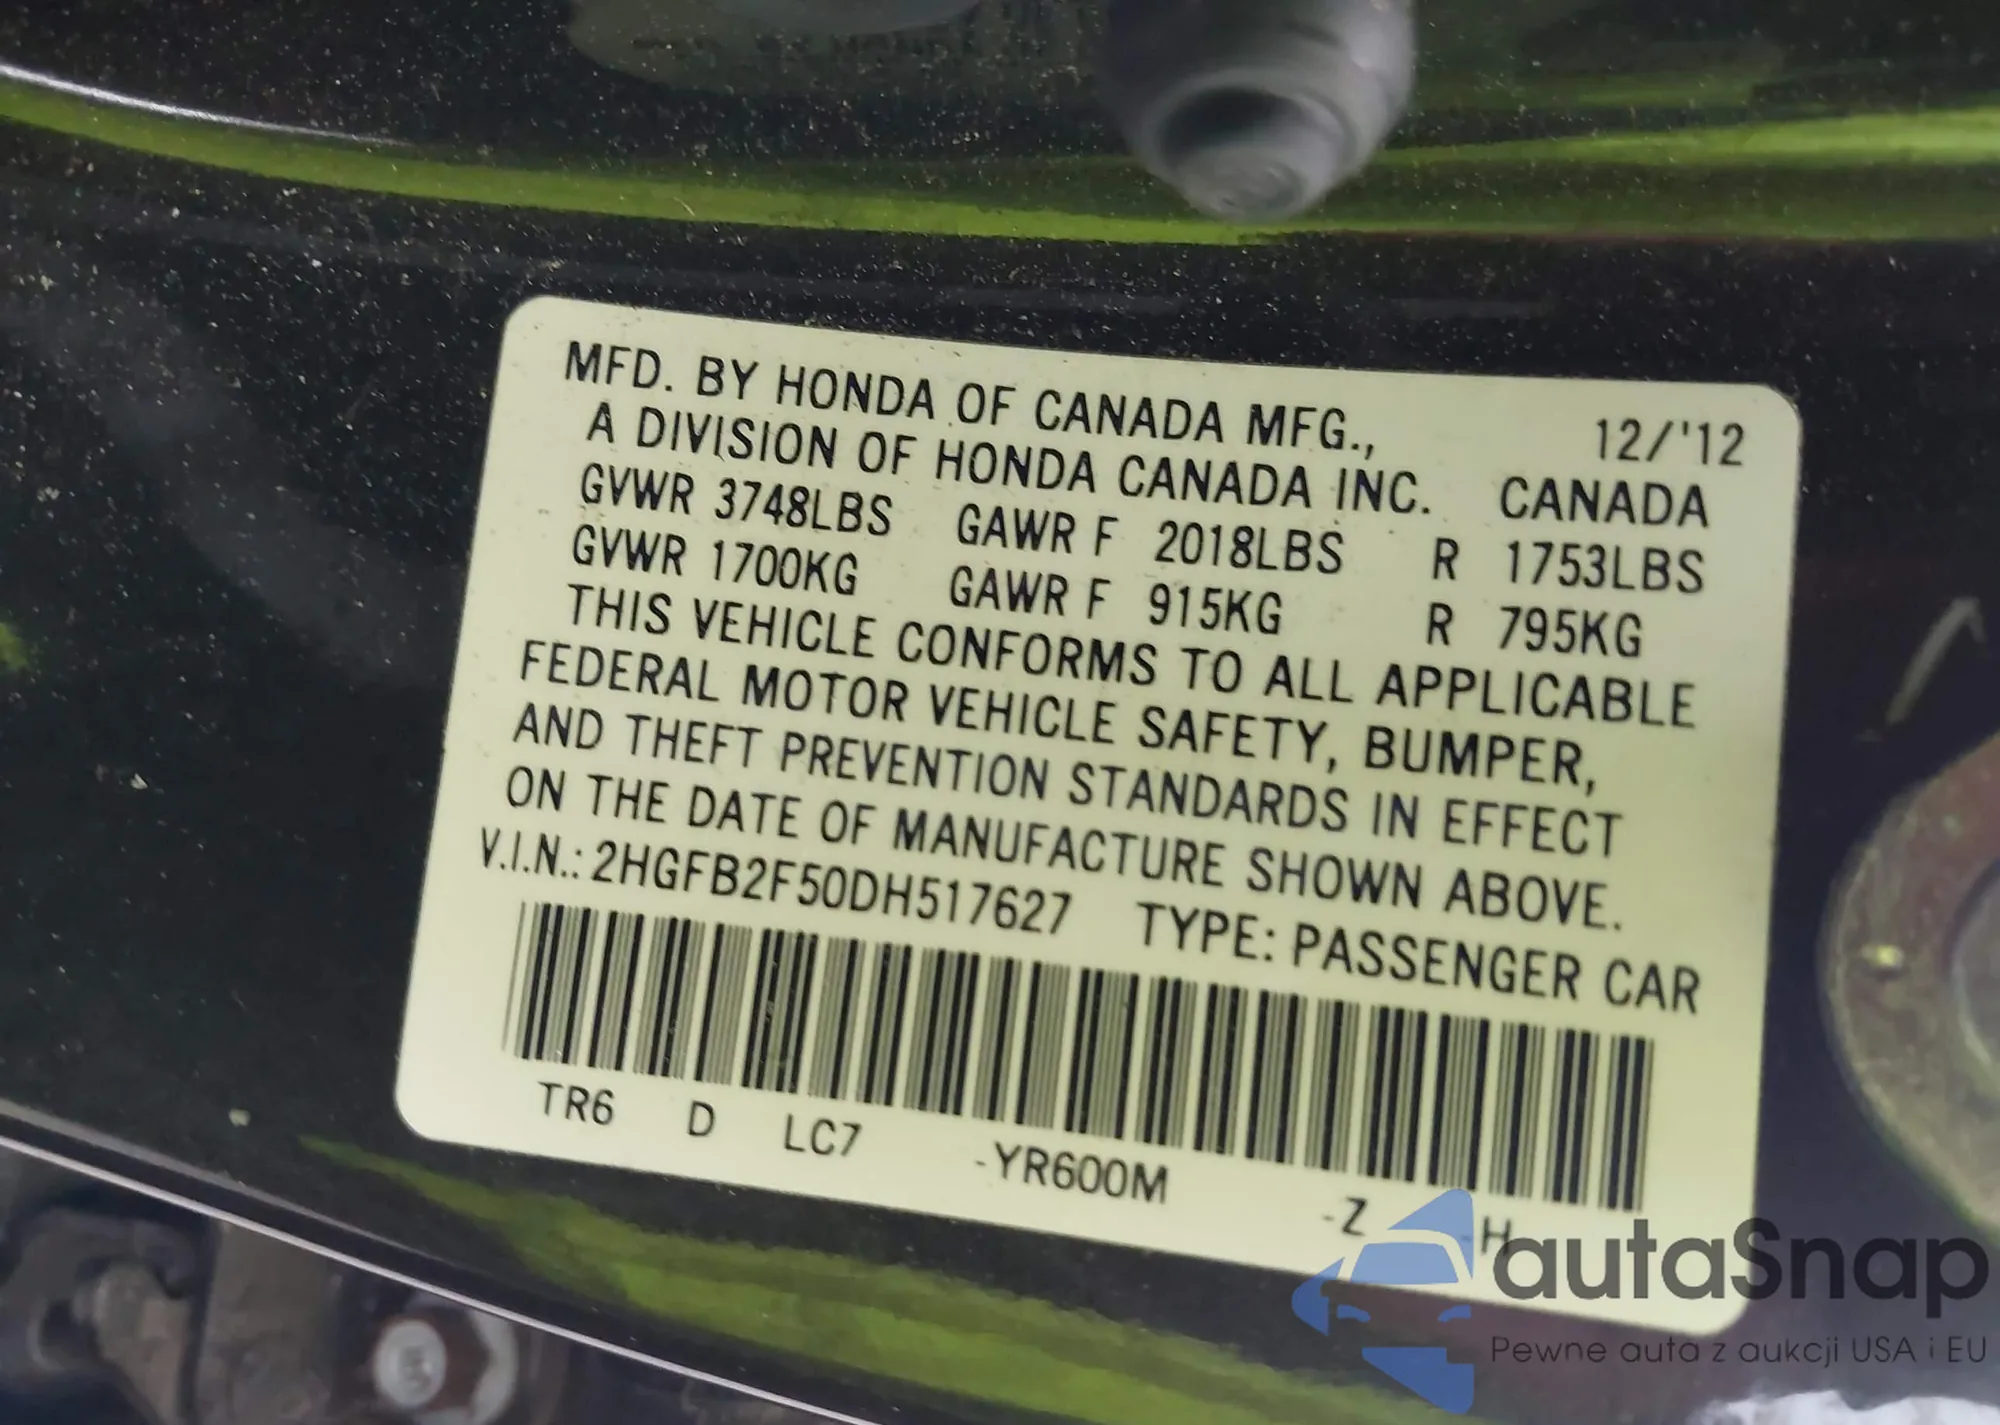 MFD. BY HONDA OF CANADA MFG., 12/'12
A DIVISION OF HONDA CANADA INC. CANADA
GVWR 3748LBS GAWR F 2018LBS R 1753LBS
GVWR 1700KG GAWR F 915KG R 795KG
THIS VEHICLE CONFORMS TO ALL APPLICABLE
FEDERAL MOTOR VEHICLE SAFETY, BUMPER,
AND THEFT PREVENTION STANDARDS IN EFFECT
ON THE DATE OF MANUFACTURE SHOWN ABOVE.
V.I.N.: 2HGFB2F50DH517627 TYPE: PASSENGER CAR
TR6 D LC7 -YR600M -Z -H
autaSnap
Pewne auta z aukcji USA i EU